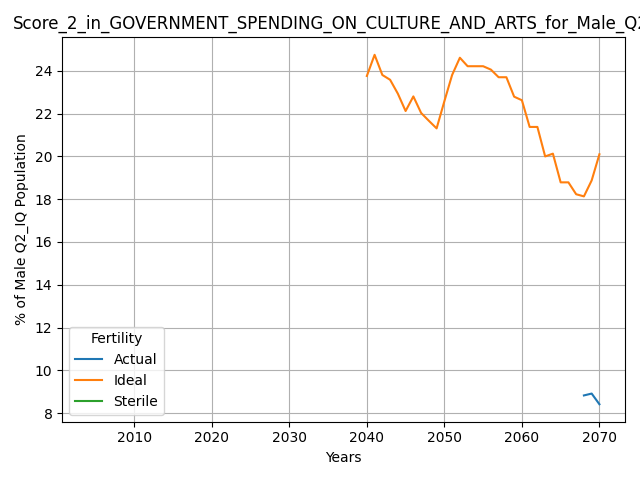 Score_2_in_GOVERNMENT_SPENDING_ON_CULTURE_AND_ARTS_for_Male_Q2
% of Male Q2_IQ Population
24
22
20
18
16
14
12
10
8
Fertility
Actual
Ideal
Sterile
2010
2020
2030
2040
2050
2060
2070
Years